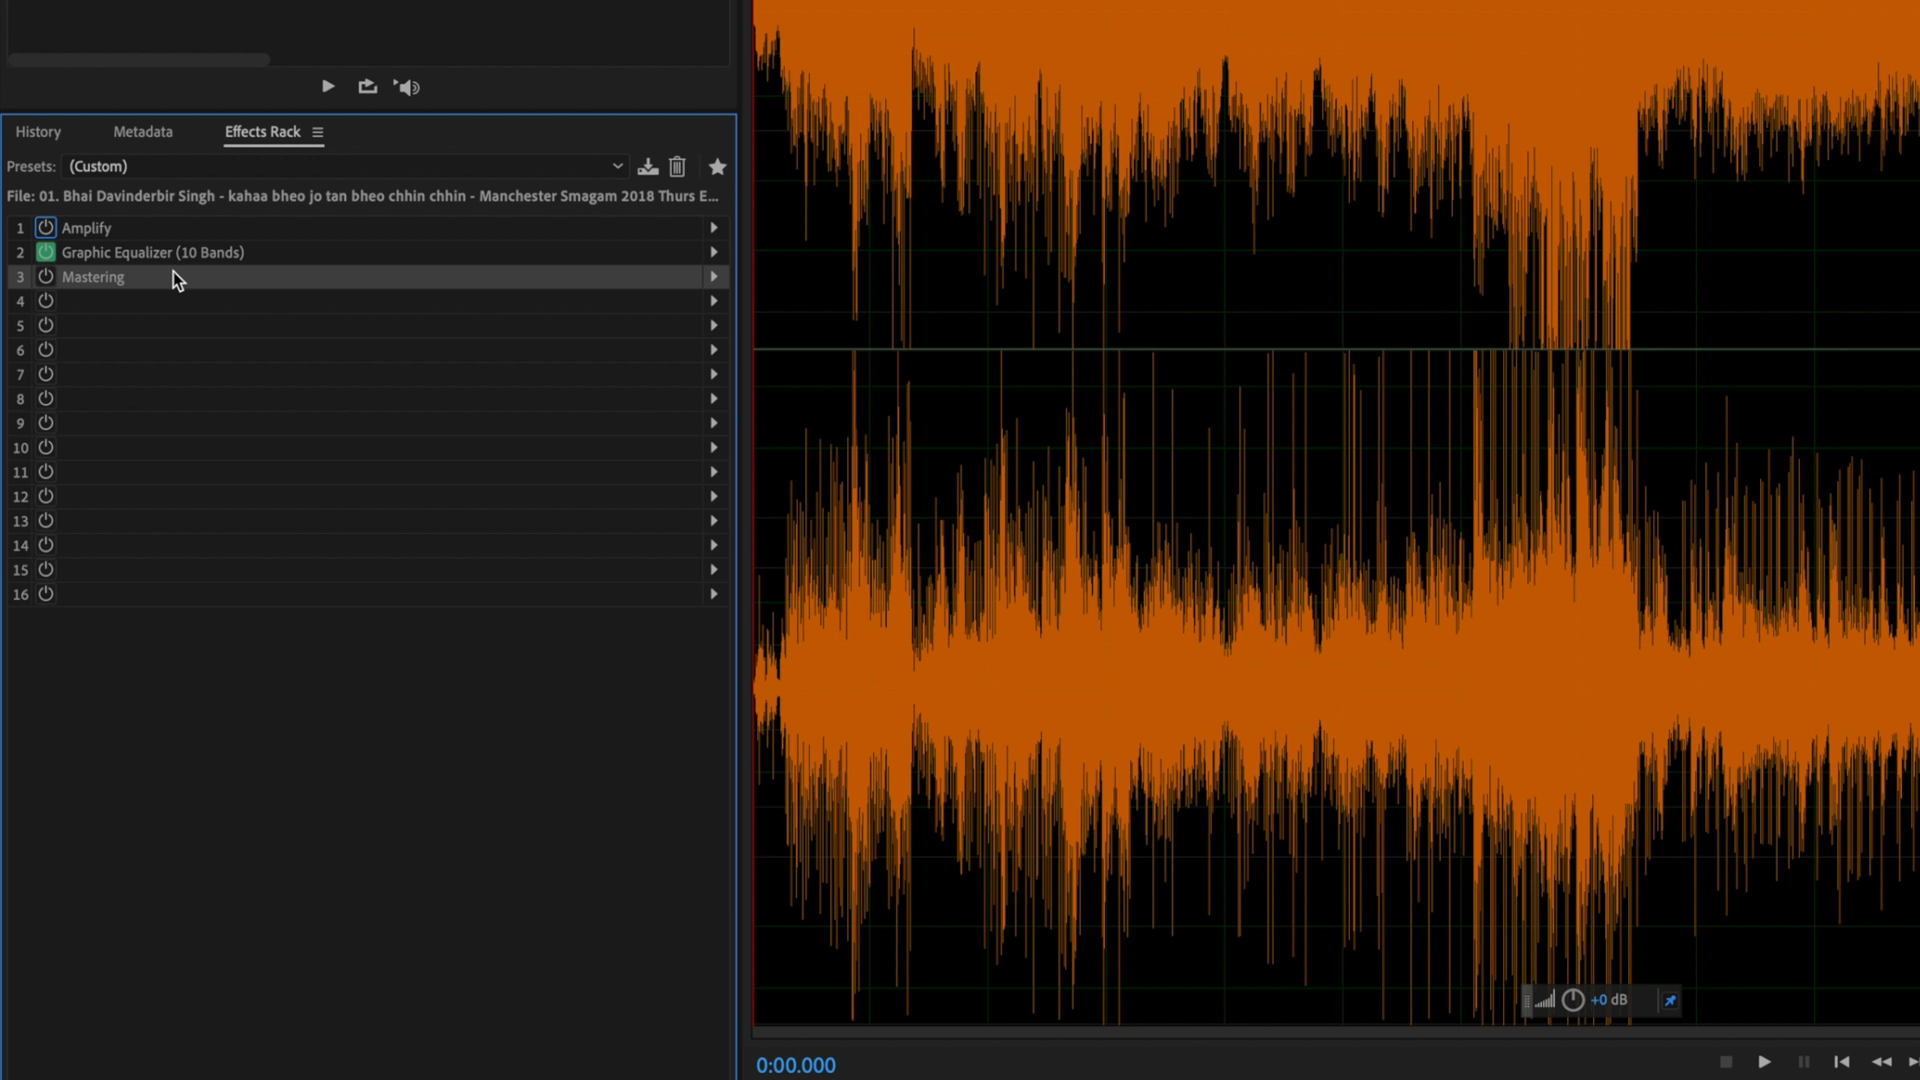 History Metadata Effects Rack
Presets: (Custom)
File: 01. Bhai Davinderbir Singh - kahaa bheo jo tan bheo chhin chhin - Manchester Smagam 2018 Thurs E...
1 Amplify
2 Graphic Equalizer (10 Bands)
3 Mastering
4
5
6
7
8
9
10
11
12
13
14
15
16
+0 dB
0:00.000